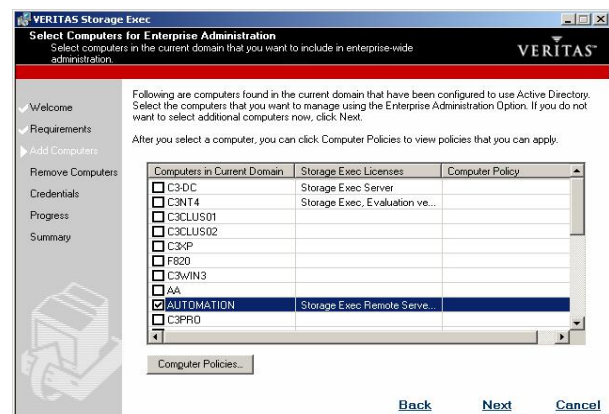 VERITAS Storage Exec
Select Computers for Enterprise Administration
Select computers in the current domain that you want to include in enterprise-wide
administration.
VERITAS™
Welcome
Requirements
Add Computers
Remove Computers
Credentials
Progress
Summary
Following are computers found in the current domain that have been configured to use Active Directory.
Select the computers that you want to manage using the Enterprise Administration Option. If you do not
want to select additional computers now, click Next.
After you select a computer, you can click Computer Policies to view policies that you can apply.
Computers in Current Domain Storage Exec Licenses Computer Policy
C3-DC Storage Exec Server
C3NT4 Storage Exec, Evaluation ve...
C3CLUS01
C3CLUS02
C3XP
F820
C3WIN3
AA
AUTOMATION Storage Exec Remote Serve...
C3PRO
Computer Policies...
Back Next Cancel